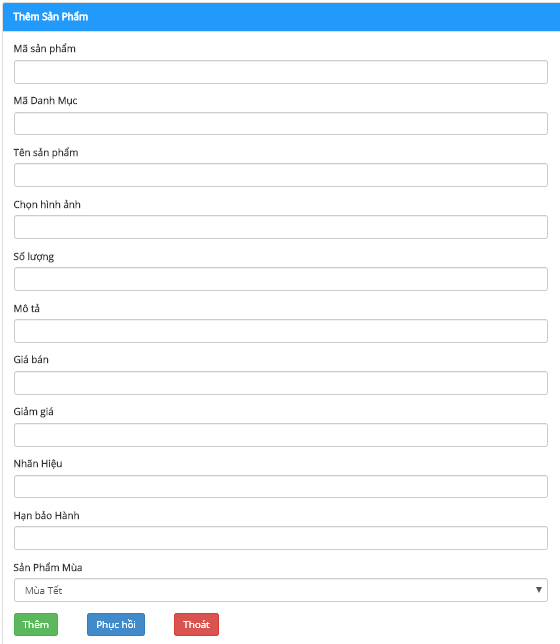 Thêm Sản Phẩm
Mã sản phẩm
Mã Danh Mục
Tên sản phẩm
Chọn hình ảnh
Số lượng
Mô tả
Giá bán
Giảm giá
Nhãn Hiệu
Hạn bảo Hành
Sản Phẩm Mùa
Mùa Tết
Thêm Phục hồi Thoát